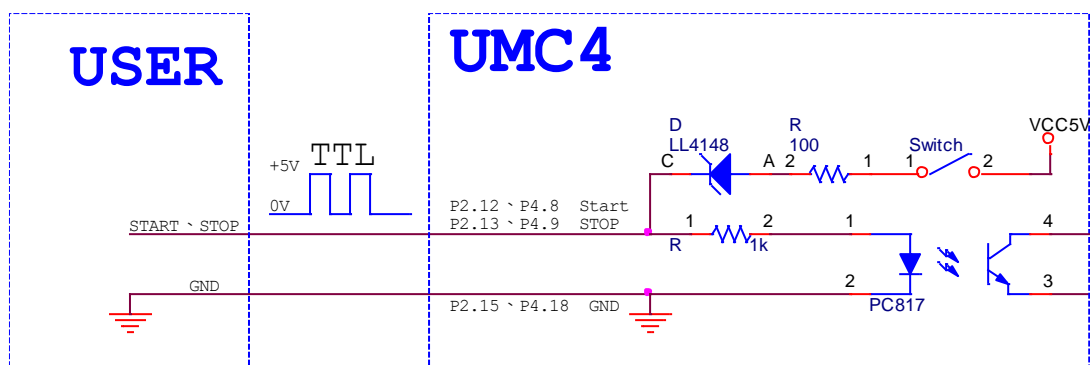 USER
UMC4
D
LL4148
R
100
Switch
VCC5V
C
A
2
1
1
2
+5V
TTL
0V
P2.12、P4.8 Start
P2.13、P4.9 STOP
START、STOP
1
2
R
1k
1
4
GND
2
3
P2.15、P4.18 GND
PC817